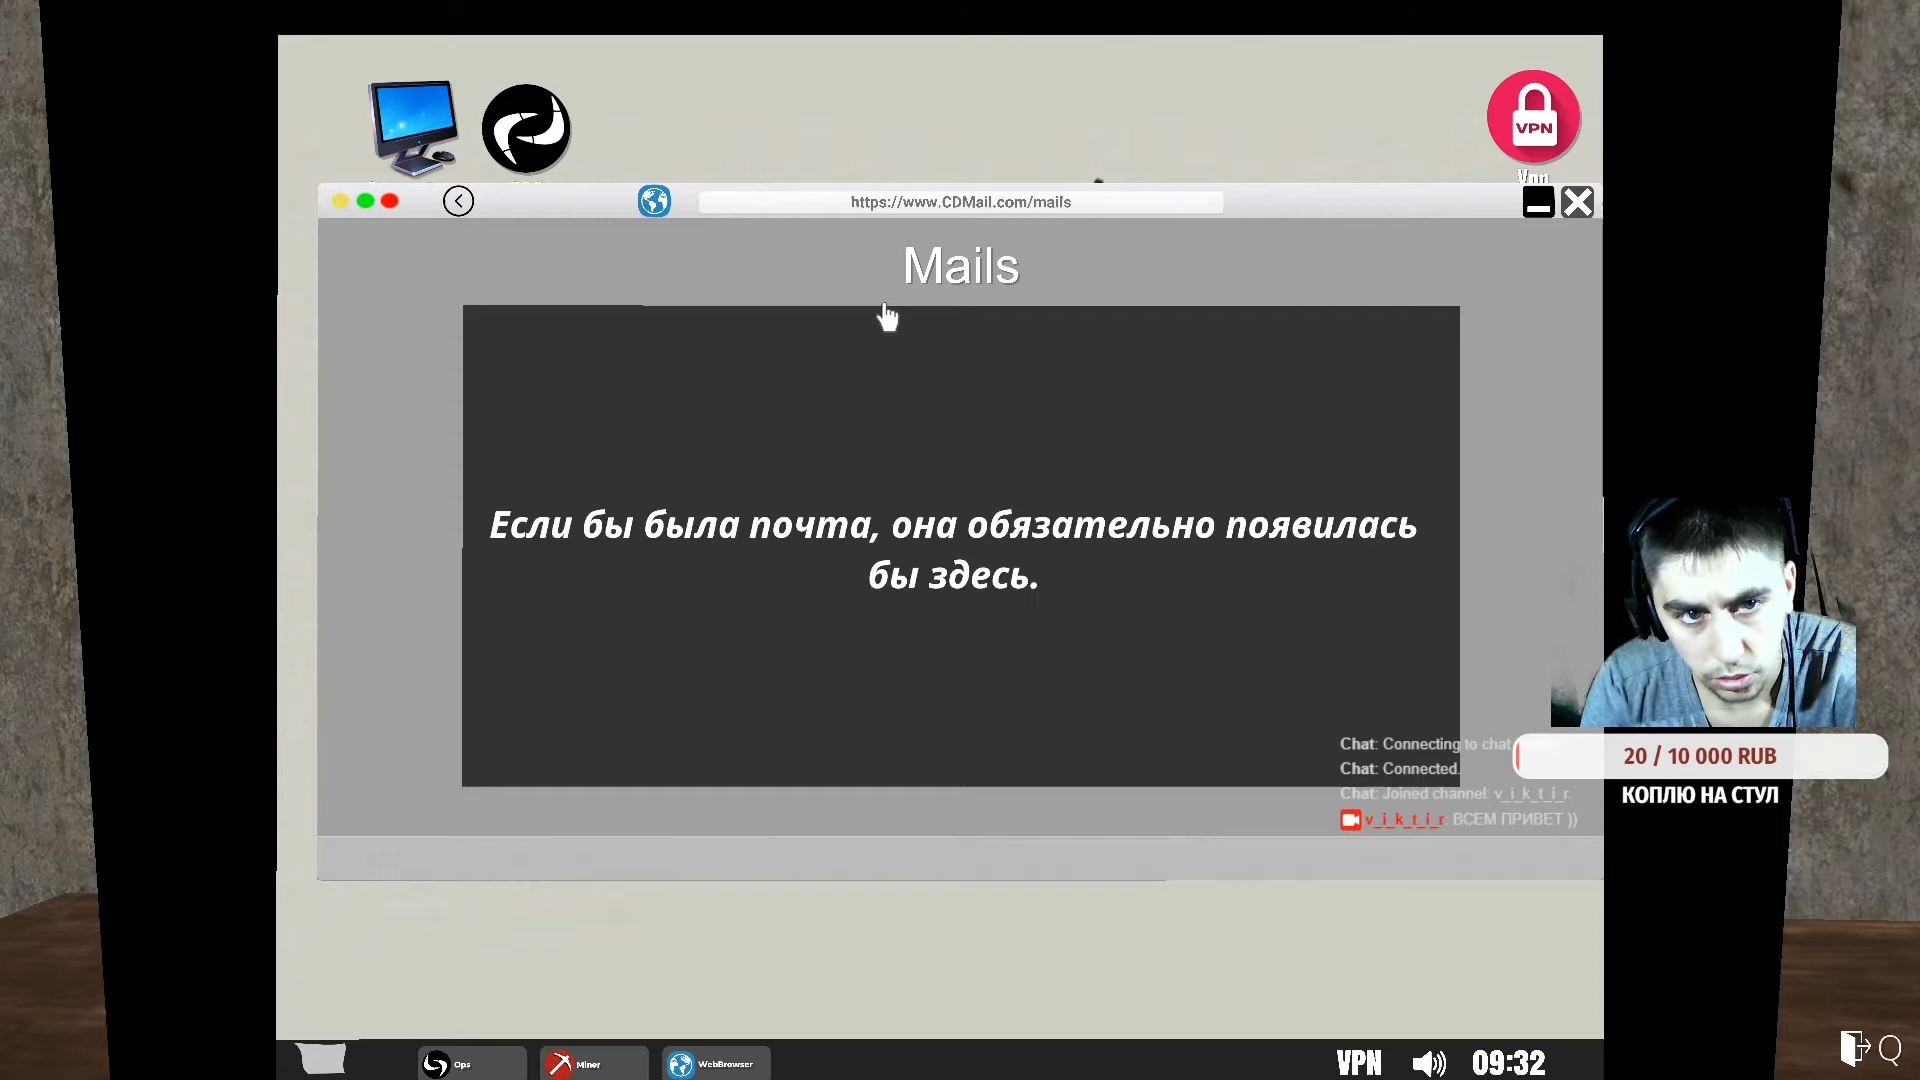 VPN
Vpn
https://www.CDMail.com/mails
Mails
Если бы была почта, она обязательно появилась
бы здесь.
Chat: Connecting to chat
Chat: Connected.
Chat: Joined channel: v_i_k_t_i_r.
v_i_k_t_i_r: ВСЕМ ПРИВЕТ ))
20 / 10 000 RUB
КОПЛЮ НА СТУЛ
Ops
Miner
WebBrowser
VPN
09:32
Q